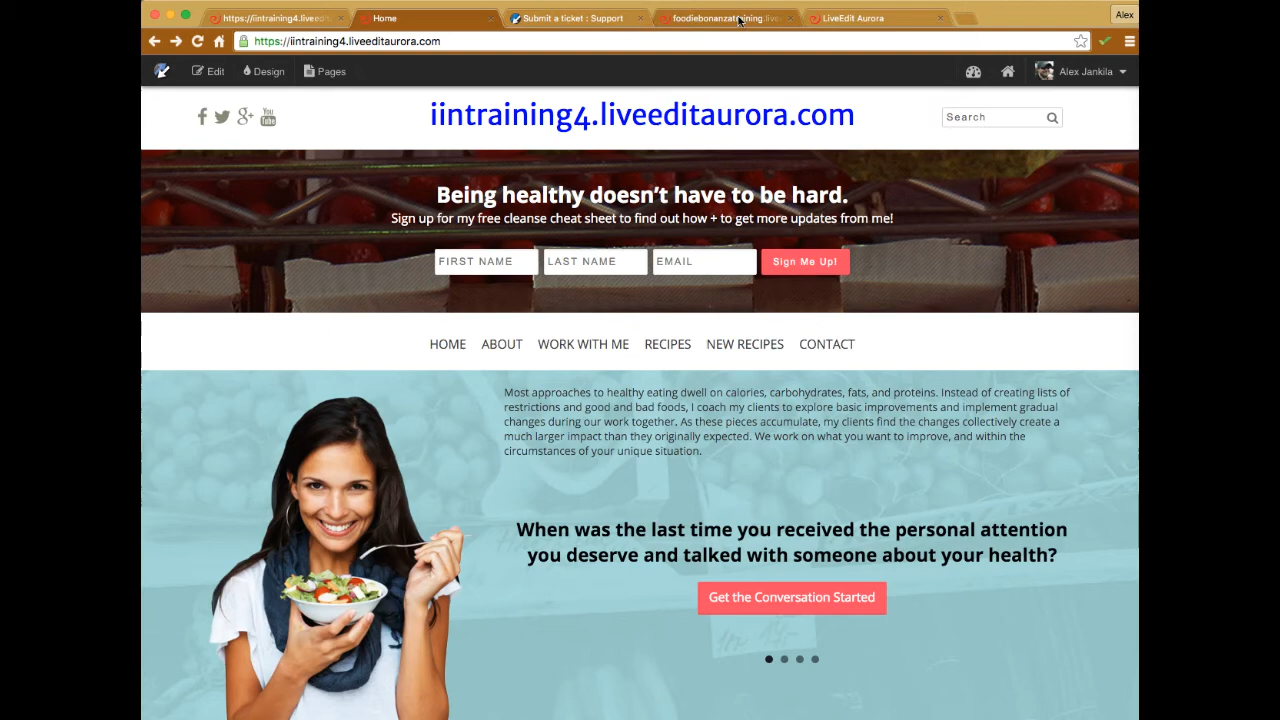 https://iintraining4.liveedit
Home
Submit a ticket : Support
foodiebonanzatraining.live
LiveEdit Aurora
Alex
https://iintraining4.liveeditaurora.com
Edit
Design
Pages
Alex Jankila
iintraining4.liveeditaurora.com
Search
Being healthy doesn’t have to be hard.
Sign up for my free cleanse cheat sheet to find out how + to get more updates from me!
FIRST NAME
LAST NAME
EMAIL
Sign Me Up!
HOME ABOUT WORK WITH ME RECIPES NEW RECIPES CONTACT
Most approaches to healthy eating dwell on calories, carbohydrates, fats, and proteins. Instead of creating lists of
restrictions and good and bad foods, I coach my clients to explore basic improvements and implement gradual
changes during our work together. As these pieces accumulate, my clients find the changes collectively create a
much larger impact than they originally expected. We work on what you want to improve, and within the
circumstances of your unique situation.
When was the last time you received the personal attention
you deserve and talked with someone about your health?
Get the Conversation Started